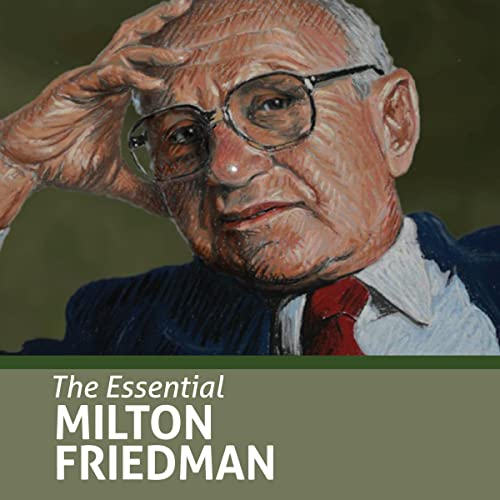 The Essential
MILTON
FRIEDMAN